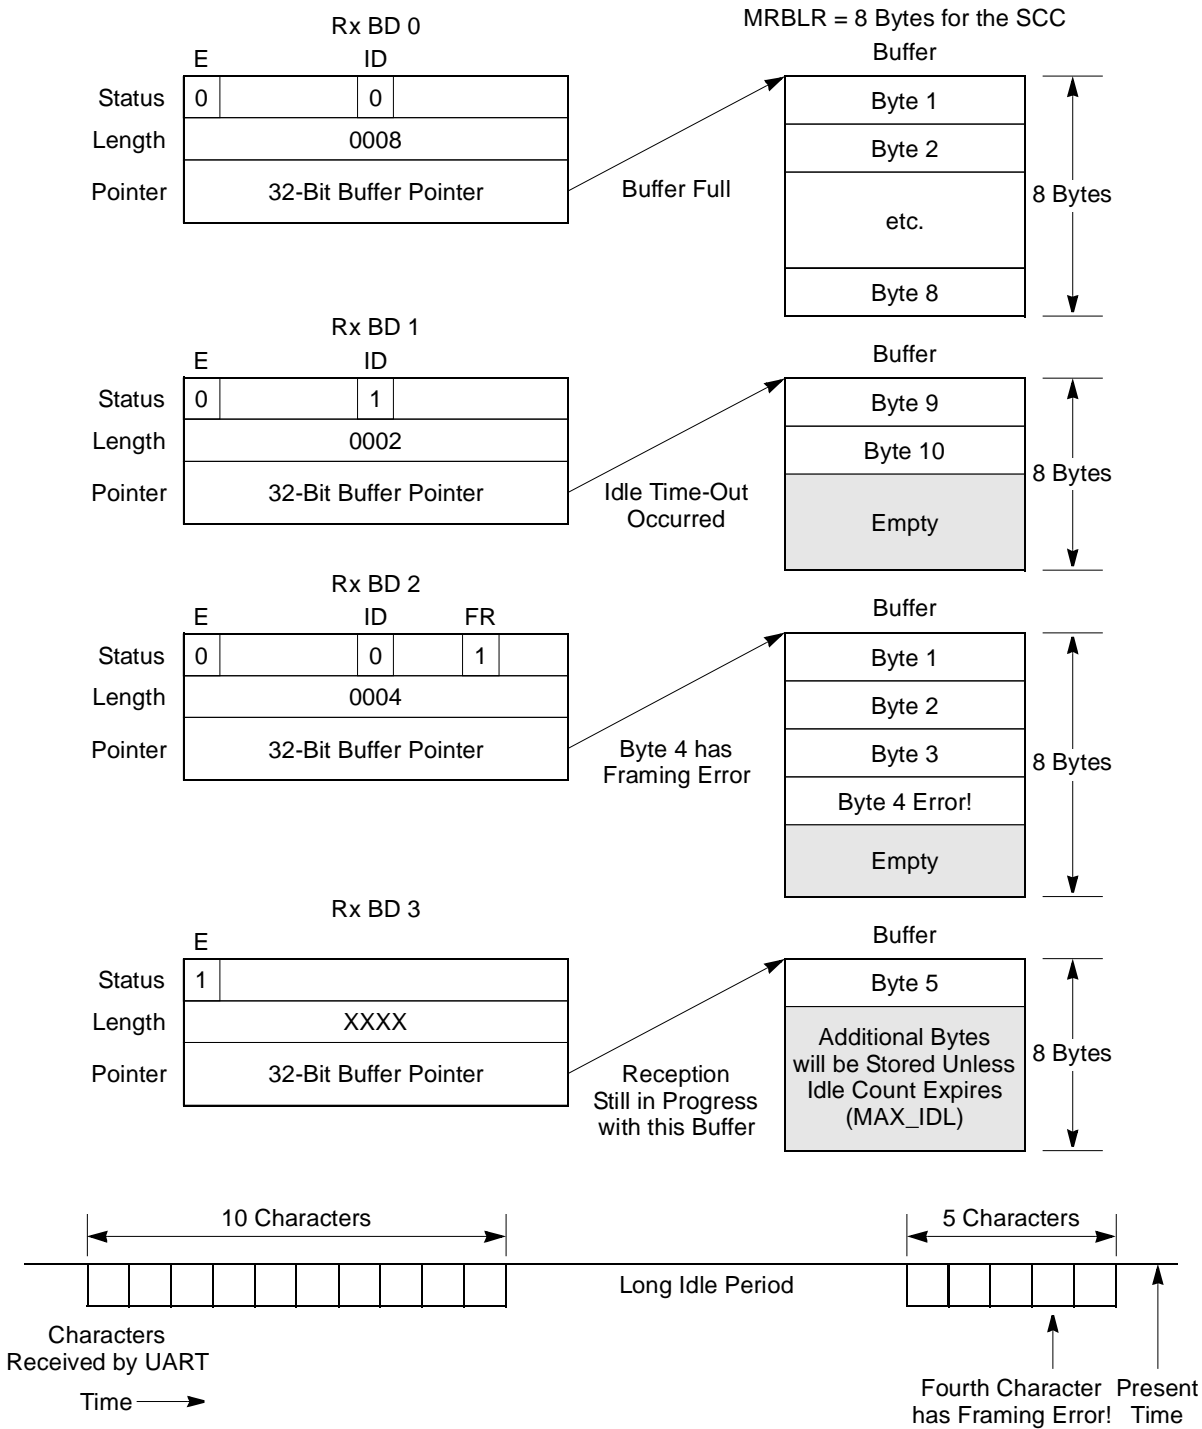 MRBLR = 8 Bytes for the SCC
Rx BD 0
Buffer
E ID
Status 0 0
Length 0008
Pointer 32-Bit Buffer Pointer
Buffer Full
Byte 1
Byte 2
etc.
Byte 8
8 Bytes
Rx BD 1
Buffer
E ID
Status 0 1
Length 0002
Pointer 32-Bit Buffer Pointer
Idle Time-Out
Occurred
Byte 9
Byte 10
Empty
8 Bytes
Rx BD 2
Buffer
E ID FR
Status 0 0 1
Length 0004
Pointer 32-Bit Buffer Pointer
Byte 4 has
Framing Error
Byte 1
Byte 2
Byte 3
Byte 4 Error!
Empty
8 Bytes
Rx BD 3
Buffer
E
Status 1
Length XXXX
Pointer 32-Bit Buffer Pointer
Reception
Still in Progress
with this Buffer
Byte 5
Additional Bytes
will be Stored Unless
Idle Count Expires
(MAX_IDL)
8 Bytes
10 Characters
5 Characters
Long Idle Period
Characters
Received by UART
Time
Fourth Character
has Framing Error!
Present
Time